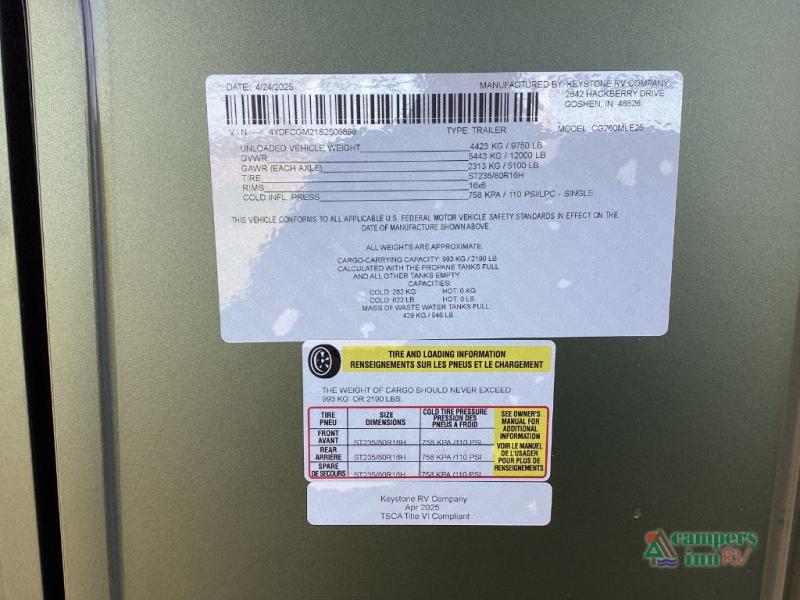 DATE: 4/24/2025 MANUFACTURED BY: KEYSTONE RV COMPANY
2642 HACKBERRY DRIVE
GOSHEN, IN 46526
V.I.N. 4YDFCGM21S2506898 TYPE: TRAILER MODEL: CG260MLE25
UNLOADED VEHICLE WEIGHT 4423 KG / 9750 LB
GVWR 5443 KG / 12000 LB
GAWR (EACH AXLE) 2313 KG / 5100 LB
TIRE ST235/80R16H
RIMS 16x6
COLD INFL. PRESS 758 KPA / 110 PSI/LPC - SINGLE
THIS VEHICLE CONFORMS TO ALL APPLICABLE U.S. FEDERAL MOTOR VEHICLE SAFETY STANDARDS IN EFFECT ON THE
DATE OF MANUFACTURE SHOWN ABOVE.
ALL WEIGHTS ARE APPROXIMATE
CARGO-CARRYING CAPACITY: 993 KG / 2190 LB
CALCULATED WITH THE PROPANE TANKS FULL
AND ALL OTHER TANKS EMPTY.
CAPACITIES:
COLD: 282 KG HOT: 0 KG
COLD: 622 LB HOT: 0 LB
MASS OF WASTE WATER TANKS FULL:
429 KG / 946 LB
TIRE AND LOADING INFORMATION
RENSEIGNEMENTS SUR LES PNEUS ET LE CHARGEMENT
THE WEIGHT OF CARGO SHOULD NEVER EXCEED
993 KG OR 2190 LBS.
TIRE
PNEU
SIZE
DIMENSIONS
COLD TIRE PRESSURE
PRESSION DES
PNEUS A FROID
FRONT
AVANT
ST235/80R16H
758 KPA /110 PSI
REAR
ARRIÈRE
ST235/80R16H
758 KPA /110 PSI
SPARE
DE SECOURS
ST235/80R16H
758 KPA /110 PSI
SEE OWNER'S
MANUAL FOR
ADDITIONAL
INFORMATION
VOIR LE MANUEL
DE L'USAGER
POUR PLUS DE
RENSEIGNEMENTS
Keystone RV Company
Apr 2025
TSCA Title VI Compliant
campers
inn RV